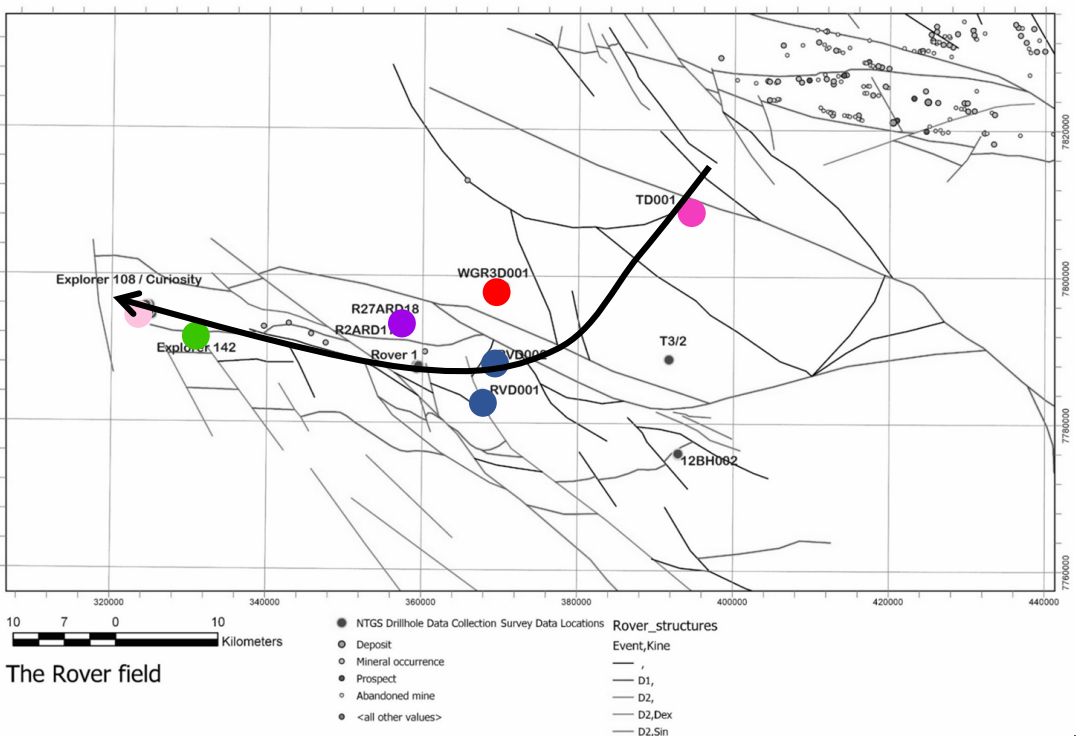 7820000
TD001
WGR3D001
7800000
Explorer 108 / Curiosity
R27ARD18
R2ARD1
Explorer 142
Rover 1
T3/2
RVD001
7780000
12BH002
7760000
320000
340000
360000
380000
400000
420000
440000
10 7 0 10
Kilometers
The Rover field
NTGS Drillhole Data Collection Survey Data Locations
Deposit
Mineral occurrence
Prospect
Abandoned mine
<all other values>
Rover_structures
Event,Kine
,
D1,
D2,
D2,Dex
D2,Sin